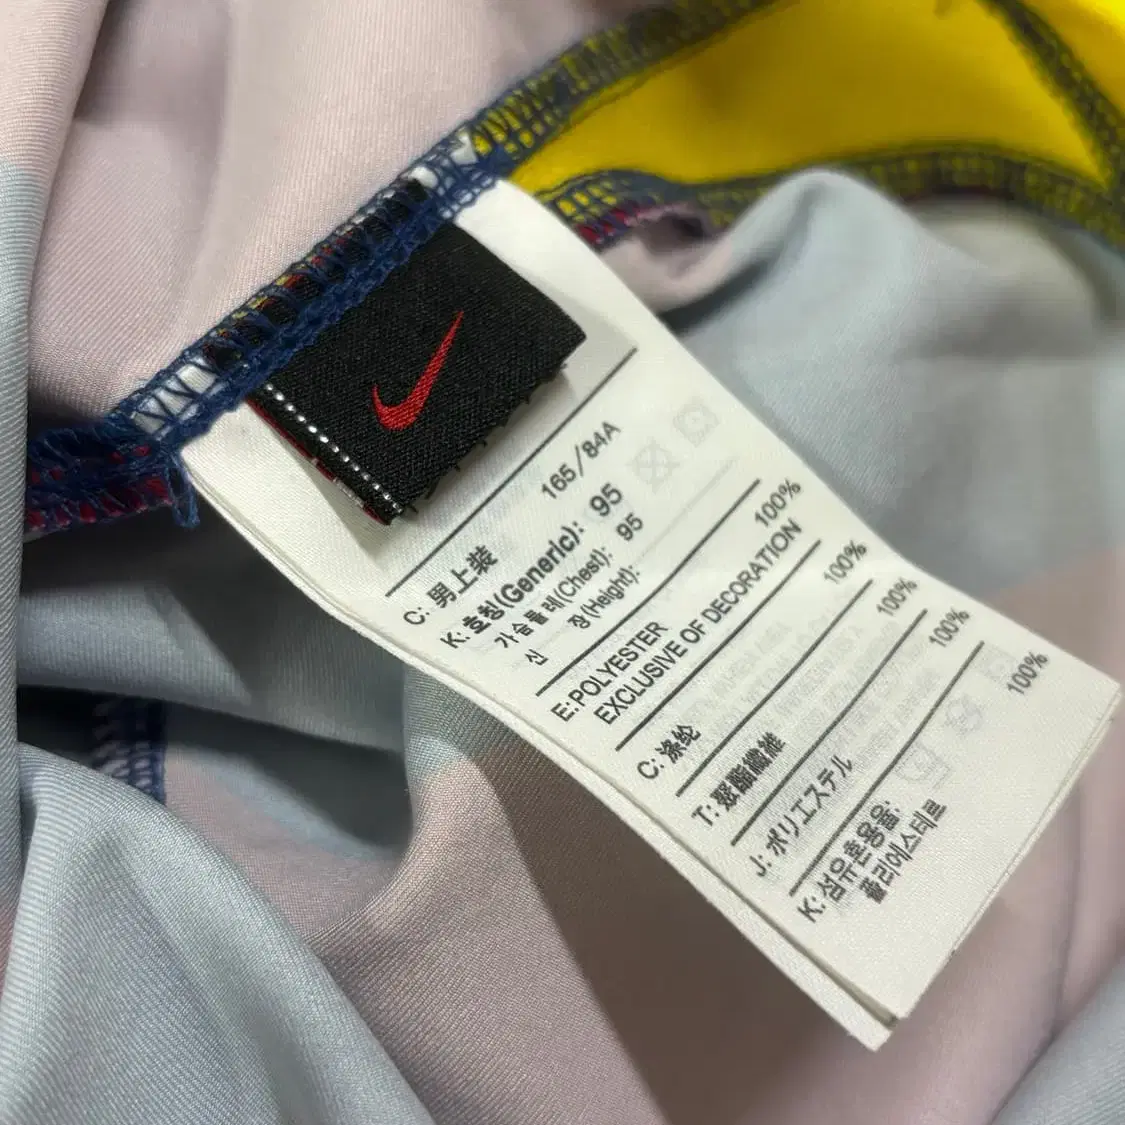 C: 男上装 165/84A
K: 호칭(Generic): 95
가슴둘레(Chest): 95
신 장(Height):
E:POLYESTER 100%
EXCLUSIVE OF DECORATION
C: 涤纶 100%
T: 聚酯纖維 100%
J: ポリエステル 100%
K: 섬유혼용율: 100%
폴리에스테르